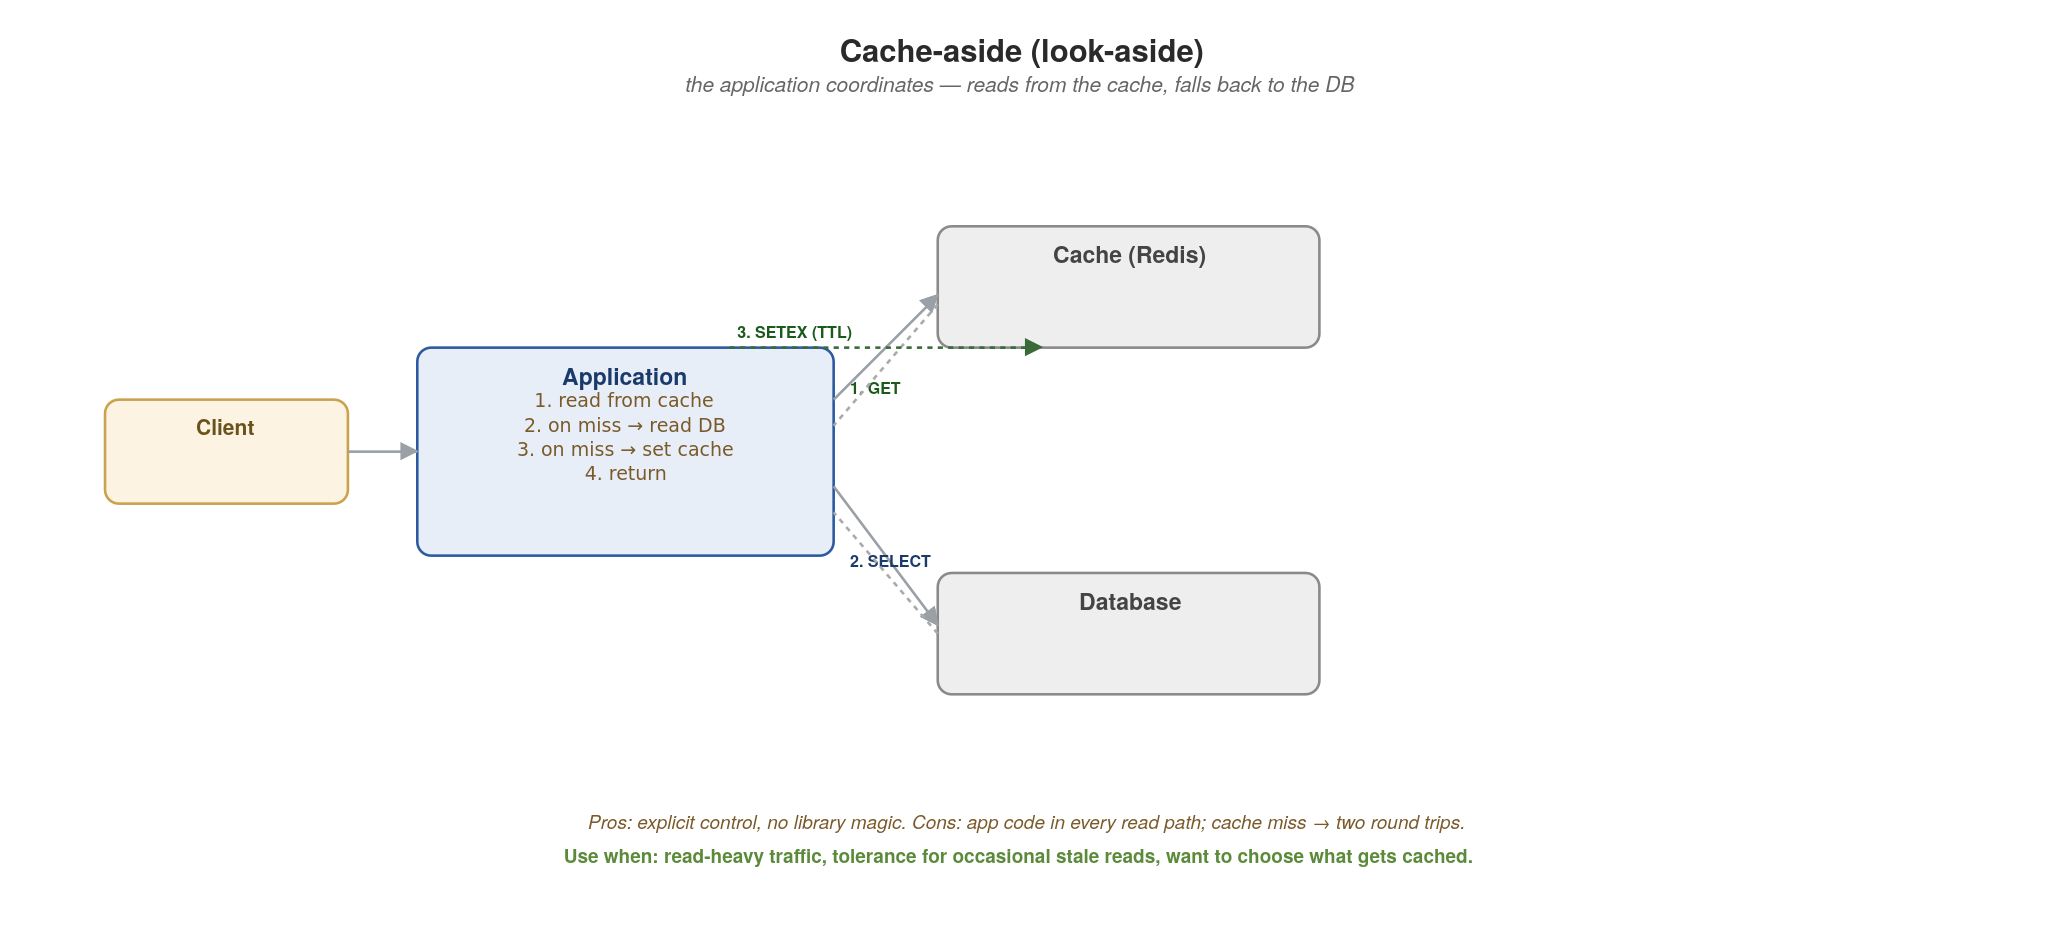 Cache-aside (look-aside)
the application coordinates — reads from the cache, falls back to the DB
Cache (Redis)
3. SETEX (TTL)
Application
1. read from cache
2. on miss → read DB
3. on miss → set cache
4. return
1. GET
Client
2. SELECT
Database
Pros: explicit control, no library magic. Cons: app code in every read path; cache miss → two round trips.
Use when: read-heavy traffic, tolerance for occasional stale reads, want to choose what gets cached.